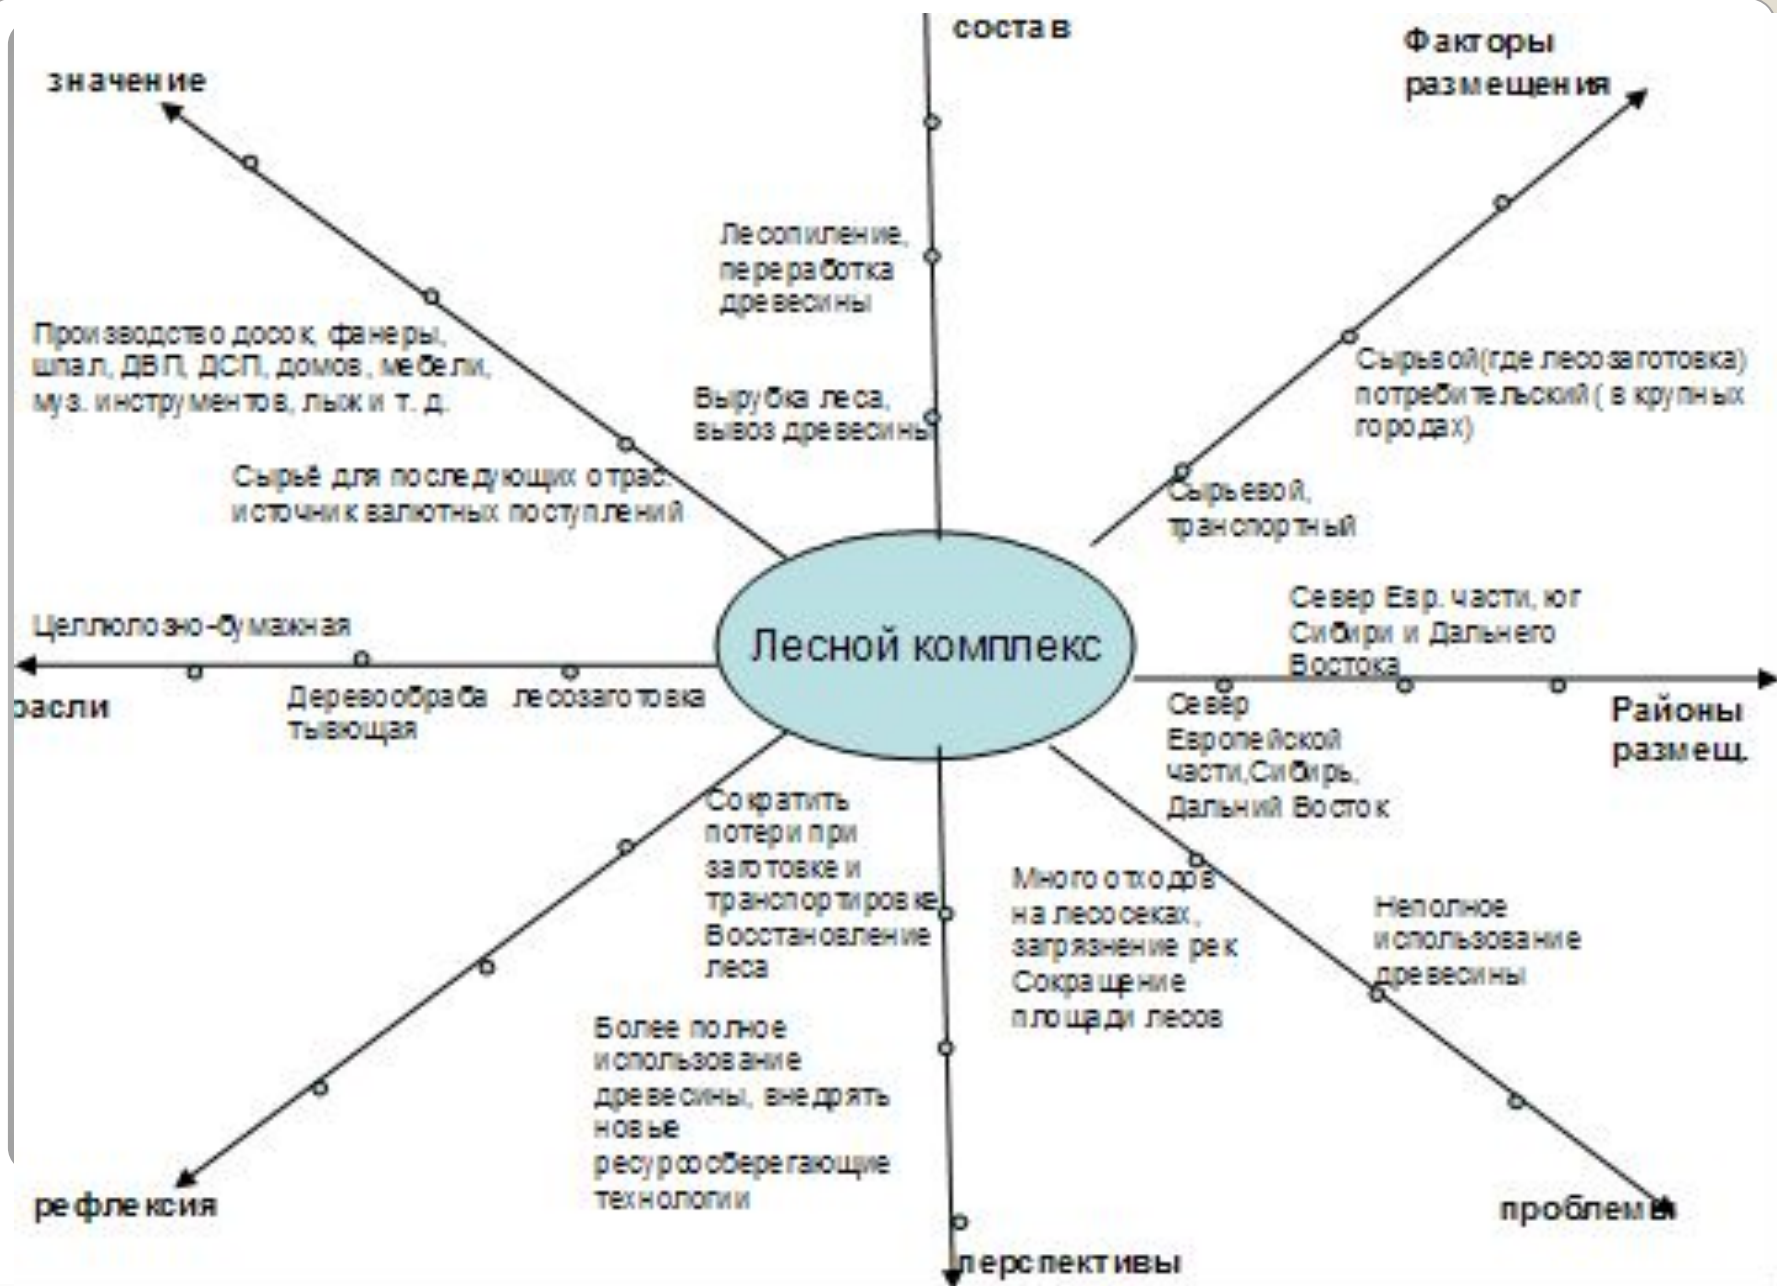 состав
Факторы
размещения
значение
Лесопиление,
переработка
древесины
Производство досок, фанеры,
шпал, ДВП, ДСП, домов, мебели,
муз. инструментов, лыж и т. д.
Сырьвой(где лесозаготовка)
потребительский( в крупных
городах)
Вырубка леса,
вывоз древесины
Сырьё для последующих отрас.
источник валютных поступлений
Сырьевой,
транспортный
Целлюлозно-бумажная
Лесной комплекс
Север Евр. части, юг
Сибири и Дальнего
Востока
расли
Деревообраба
тывающая
лесозаготовка
Север
Европейской
части,Сибирь,
Дальний Восток
Районы
размещ.
Сократить
потери при
заготовке и
транспортировке
Восстановление
леса
Много отходов
на лесосеках,
загрязнение рек
Сокращение
площади лесов
Неполное
использование
древесины
Более полное
использование
древесины, внедрять
новые
ресурсосберегающие
технологии
рефлексия
проблемы
перспективы